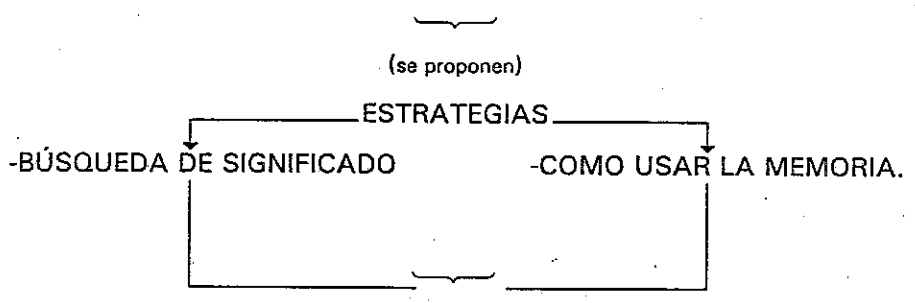 (se proponen)
ESTRATEGIAS
-BÚSQUEDA DE SIGNIFICADO -COMO USAR LA MEMORIA.